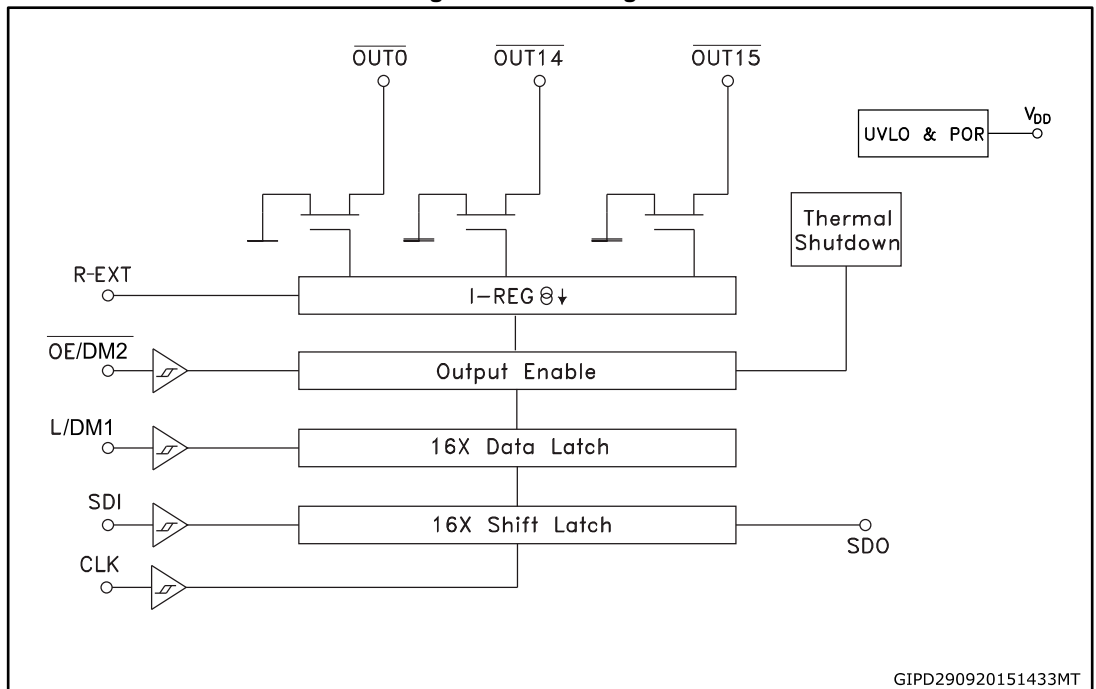 OUT0
OUT14
OUT15
UVLO & POR
VDD
Thermal
Shutdown
R-EXT
I-REG
OE/DM2
Output Enable
L/DM1
16X Data Latch
SDI
16X Shift Latch
SDO
CLK
GIPD290920151433MT